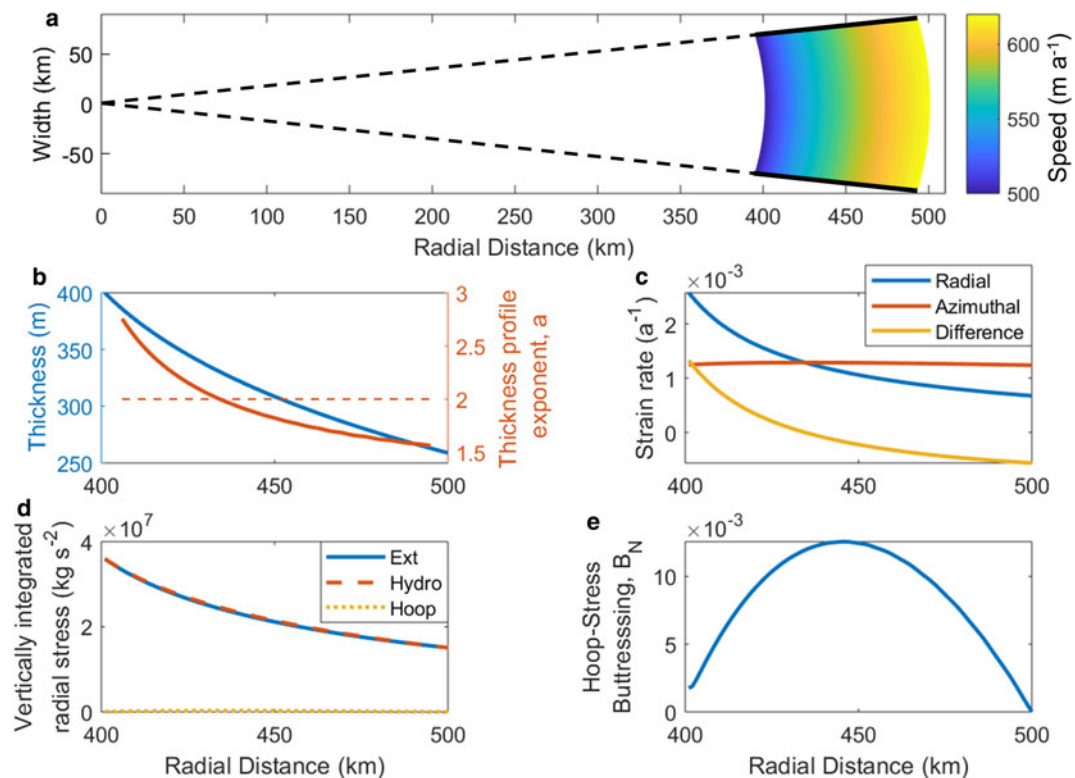 a
50
0
-50
Width (km)
0 50 100 150 200 250 300 350 400 450 500
Radial Distance (km)
600
550
500
Speed (m a-1)
b
400
350
300
250
Thickness (m)
3
2.5
2
1.5
Thickness profile
exponent, a
400 450 500
c
×10-3
2
1
0
Strain rate (a-1)
Radial
Azimuthal
Difference
400 450 500
d
×107
4
2
0
Vertically integrated
radial stress (kg s-2)
Ext
Hydro
Hoop
400 450 500
Radial Distance (km)
e
×10-3
10
5
0
Hoop-Stress
Buttresssing, BN
400 450 500
Radial Distance (km)